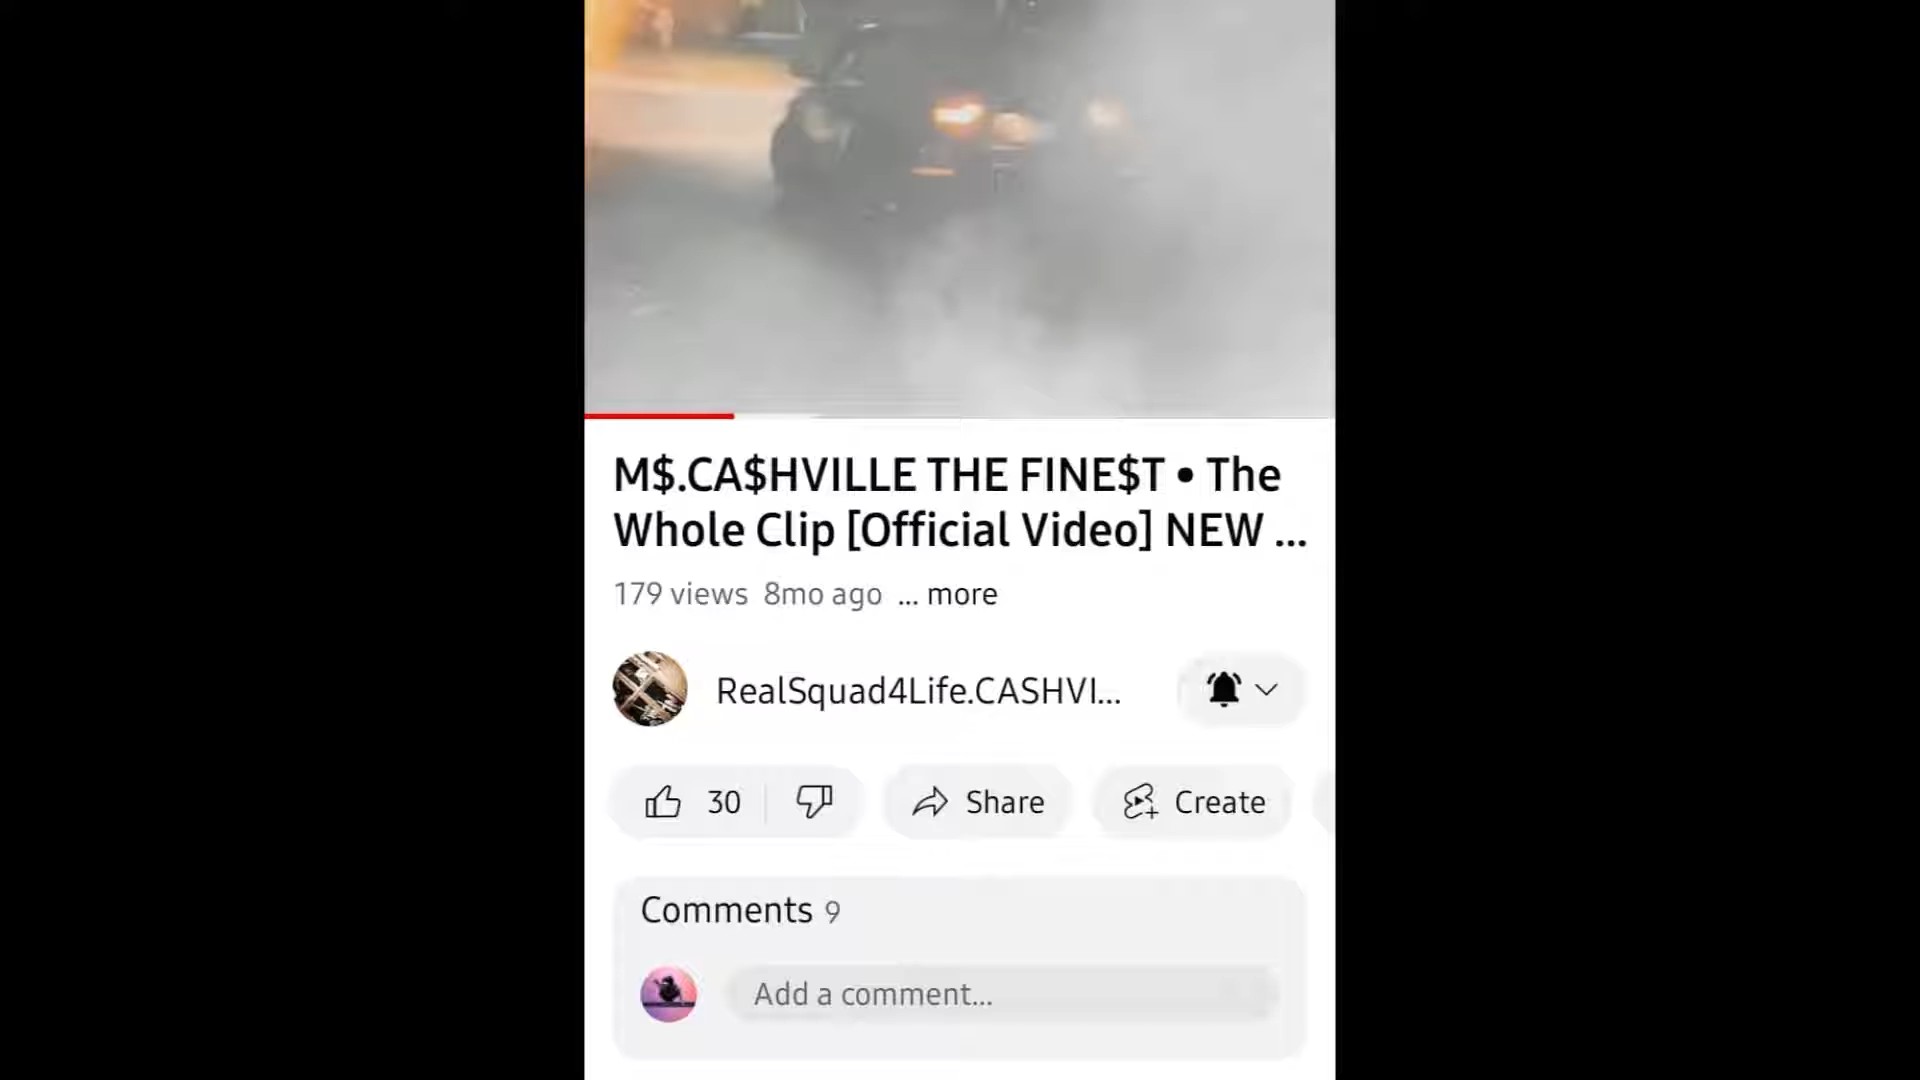 M$.CA$HVILLE THE FINE$T • The
Whole Clip [Official Video] NEW ...
179 views 8mo ago ... more
RealSquad4Life.CASHVI...
30 Share Create
Comments 9
Add a comment...